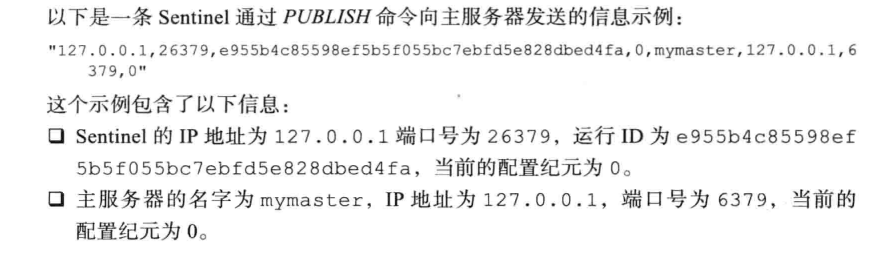 以下是一条 Sentinel 通过 PUBLISH 命令向主服务器发送的信息示例：
"127.0.0.1,26379,e955b4c85598ef5b5f055bc7ebfd5e828dbed4fa,0,mymaster,127.0.0.1,6
379,0"
这个示例包含了以下信息：
❑ Sentinel 的 IP 地址为 127.0.0.1 端口号为 26379，运行 ID 为 e955b4c85598ef
5b5f055bc7ebfd5e828dbed4fa，当前的配置纪元为 0。
❑ 主服务器的名字为 mymaster，IP 地址为 127.0.0.1，端口号为 6379，当前的
配置纪元为 0。